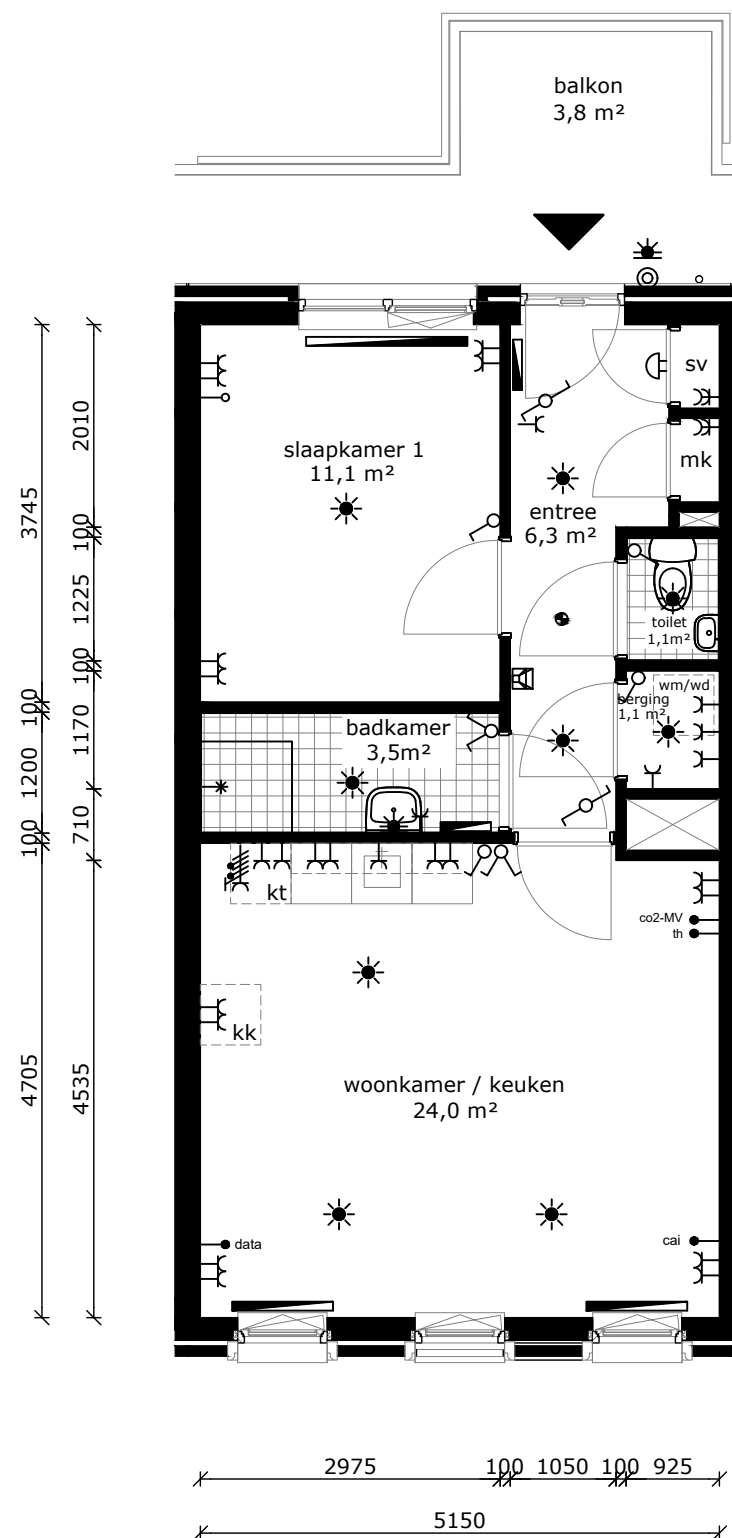 balkon
3,8 m²
sv
mk
slaapkamer 1
11,1 m²
entree
6,3 m²
toilet
1,1m²
wm/wd
berging
1,1 m²
badkamer
3,5m²
kt
co2-MV
th
kk
woonkamer / keuken
24,0 m²
data
cai
3745
100
1200
100
4705
2010
100
1225
100
1170
710
4535
2975
100
1050
100
925
5150